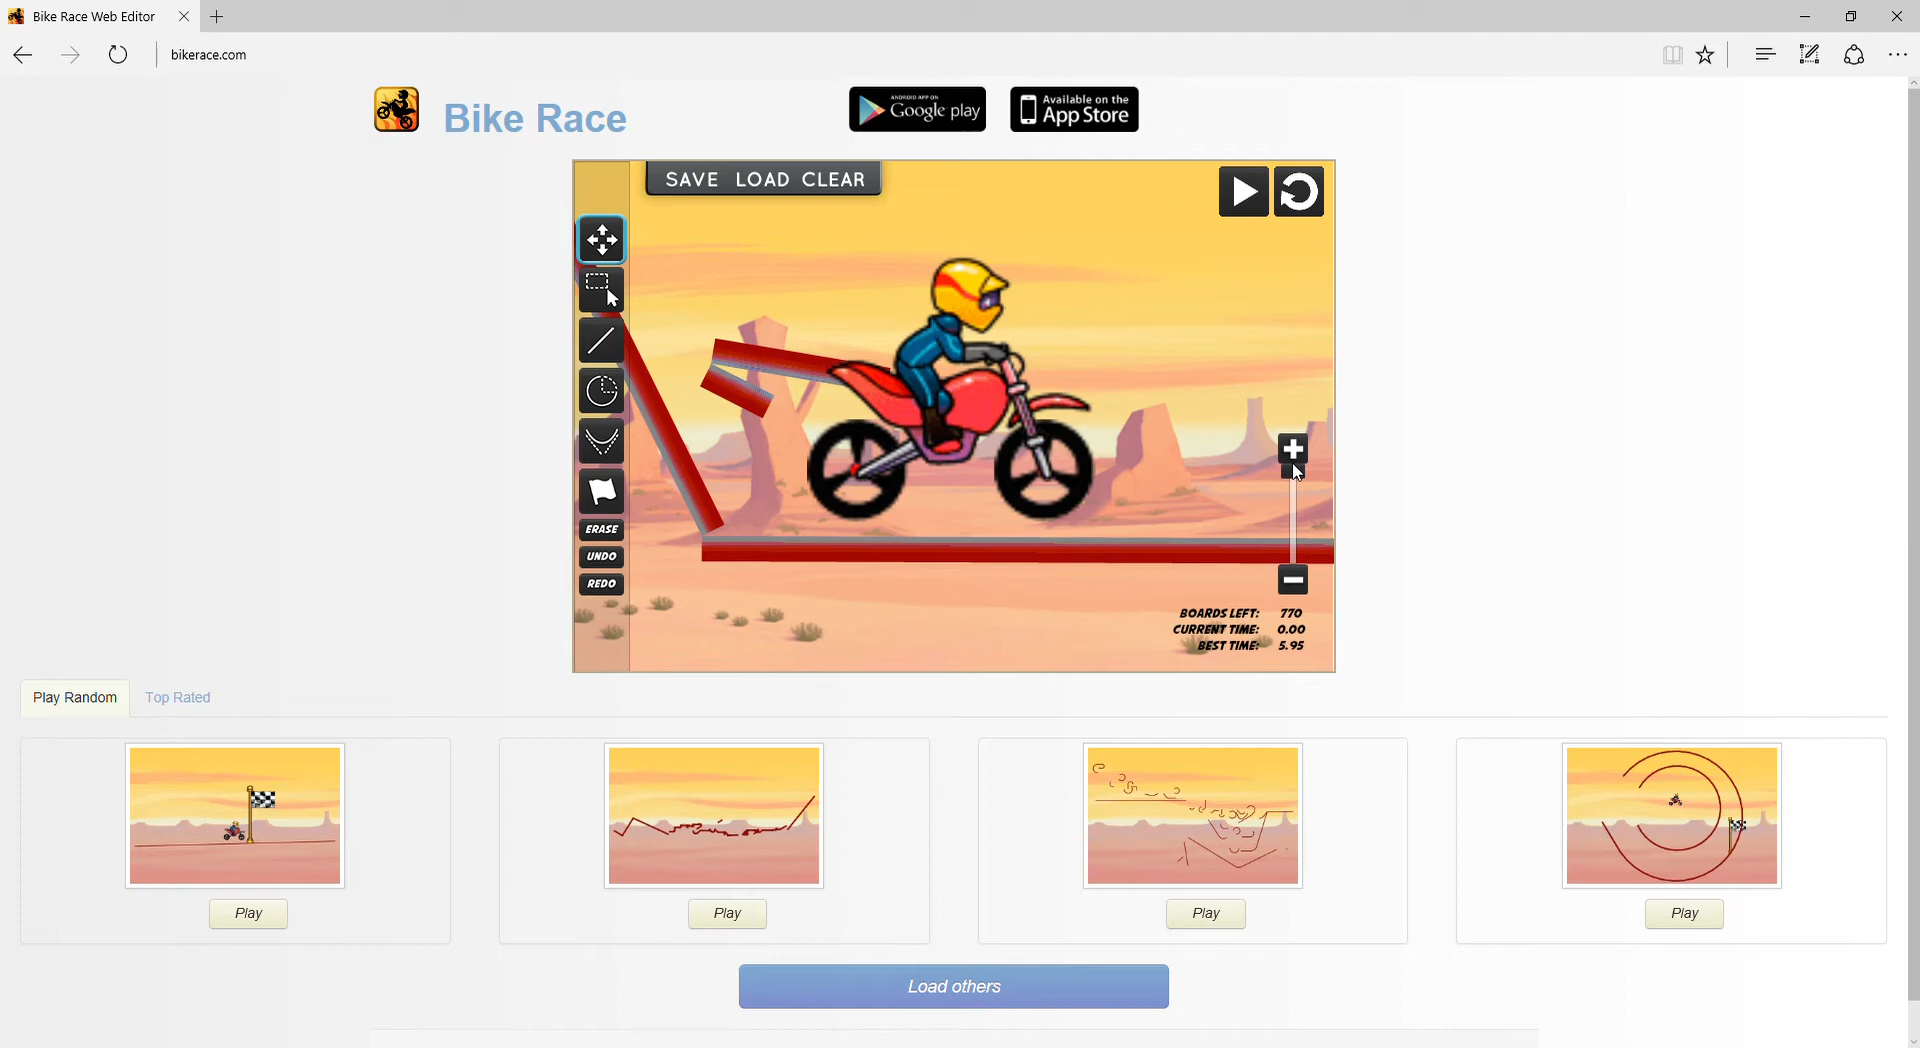 Bike Race Web Editor
bikerace.com
Bike Race
ANDROID APP ON
Google play
Available on the
App Store
SAVE LOAD CLEAR
ERASE
UNDO
REDO
BOARDS LEFT: 770
CURRENT TIME: 0.00
BEST TIME: 5.95
Play Random
Top Rated
Play
Play
Play
Play
Load others